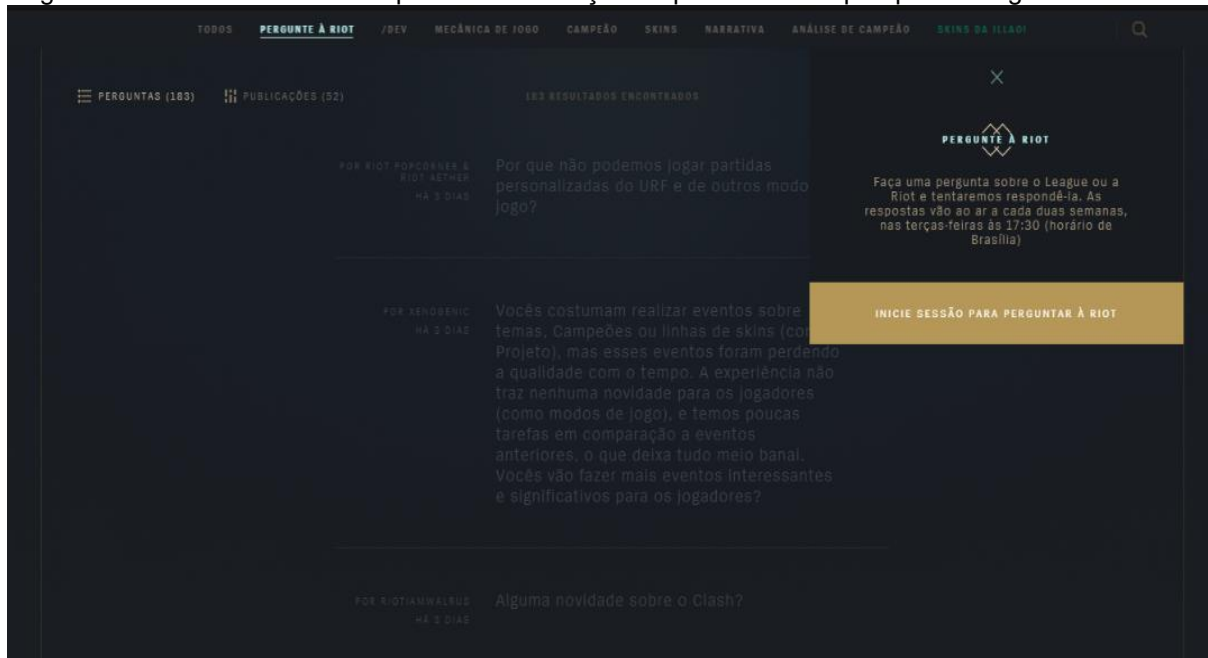 TODOS PERGUNTE À RIOT /DEV MECÂNICA DE JOGO CAMPEÃO SKINS NARRATIVA ANÁLISE DE CAMPEÃO SKINS DA ILLAOI
PERGUNTAS (183) PUBLICAÇÕES (52) 183 RESULTADOS ENCONTRADOS
POR RIOT POPCORNER &
RIOT AETHER
HÁ 3 DIAS
Por que não podemos jogar partidas
personalizadas do URF e de outros modo
jogo?
POR XENOGENIC
HÁ 3 DIAS
Vocês costumam realizar eventos sobre
temas, Campeões ou linhas de skins (co
Projeto), mas esses eventos foram perdendo
a qualidade com o tempo. A experiência não
traz nenhuma novidade para os jogadores
(como modos de jogo), e temos poucas
tarefas em comparação a eventos
anteriores, o que deixa tudo meio banal.
Vocês vão fazer mais eventos interessantes
e significativos para os jogadores?
POR RIOTIAMWALRUS
HÁ 3 DIAS
Alguma novidade sobre o Clash?
PERGUNTE À RIOT
Faça uma pergunta sobre o League ou a
Riot e tentaremos respondê-la. As
respostas vão ao ar a cada duas semanas,
nas terças-feiras às 17:30 (horário de
Brasília)
INICIE SESSÃO PARA PERGUNTAR À RIOT